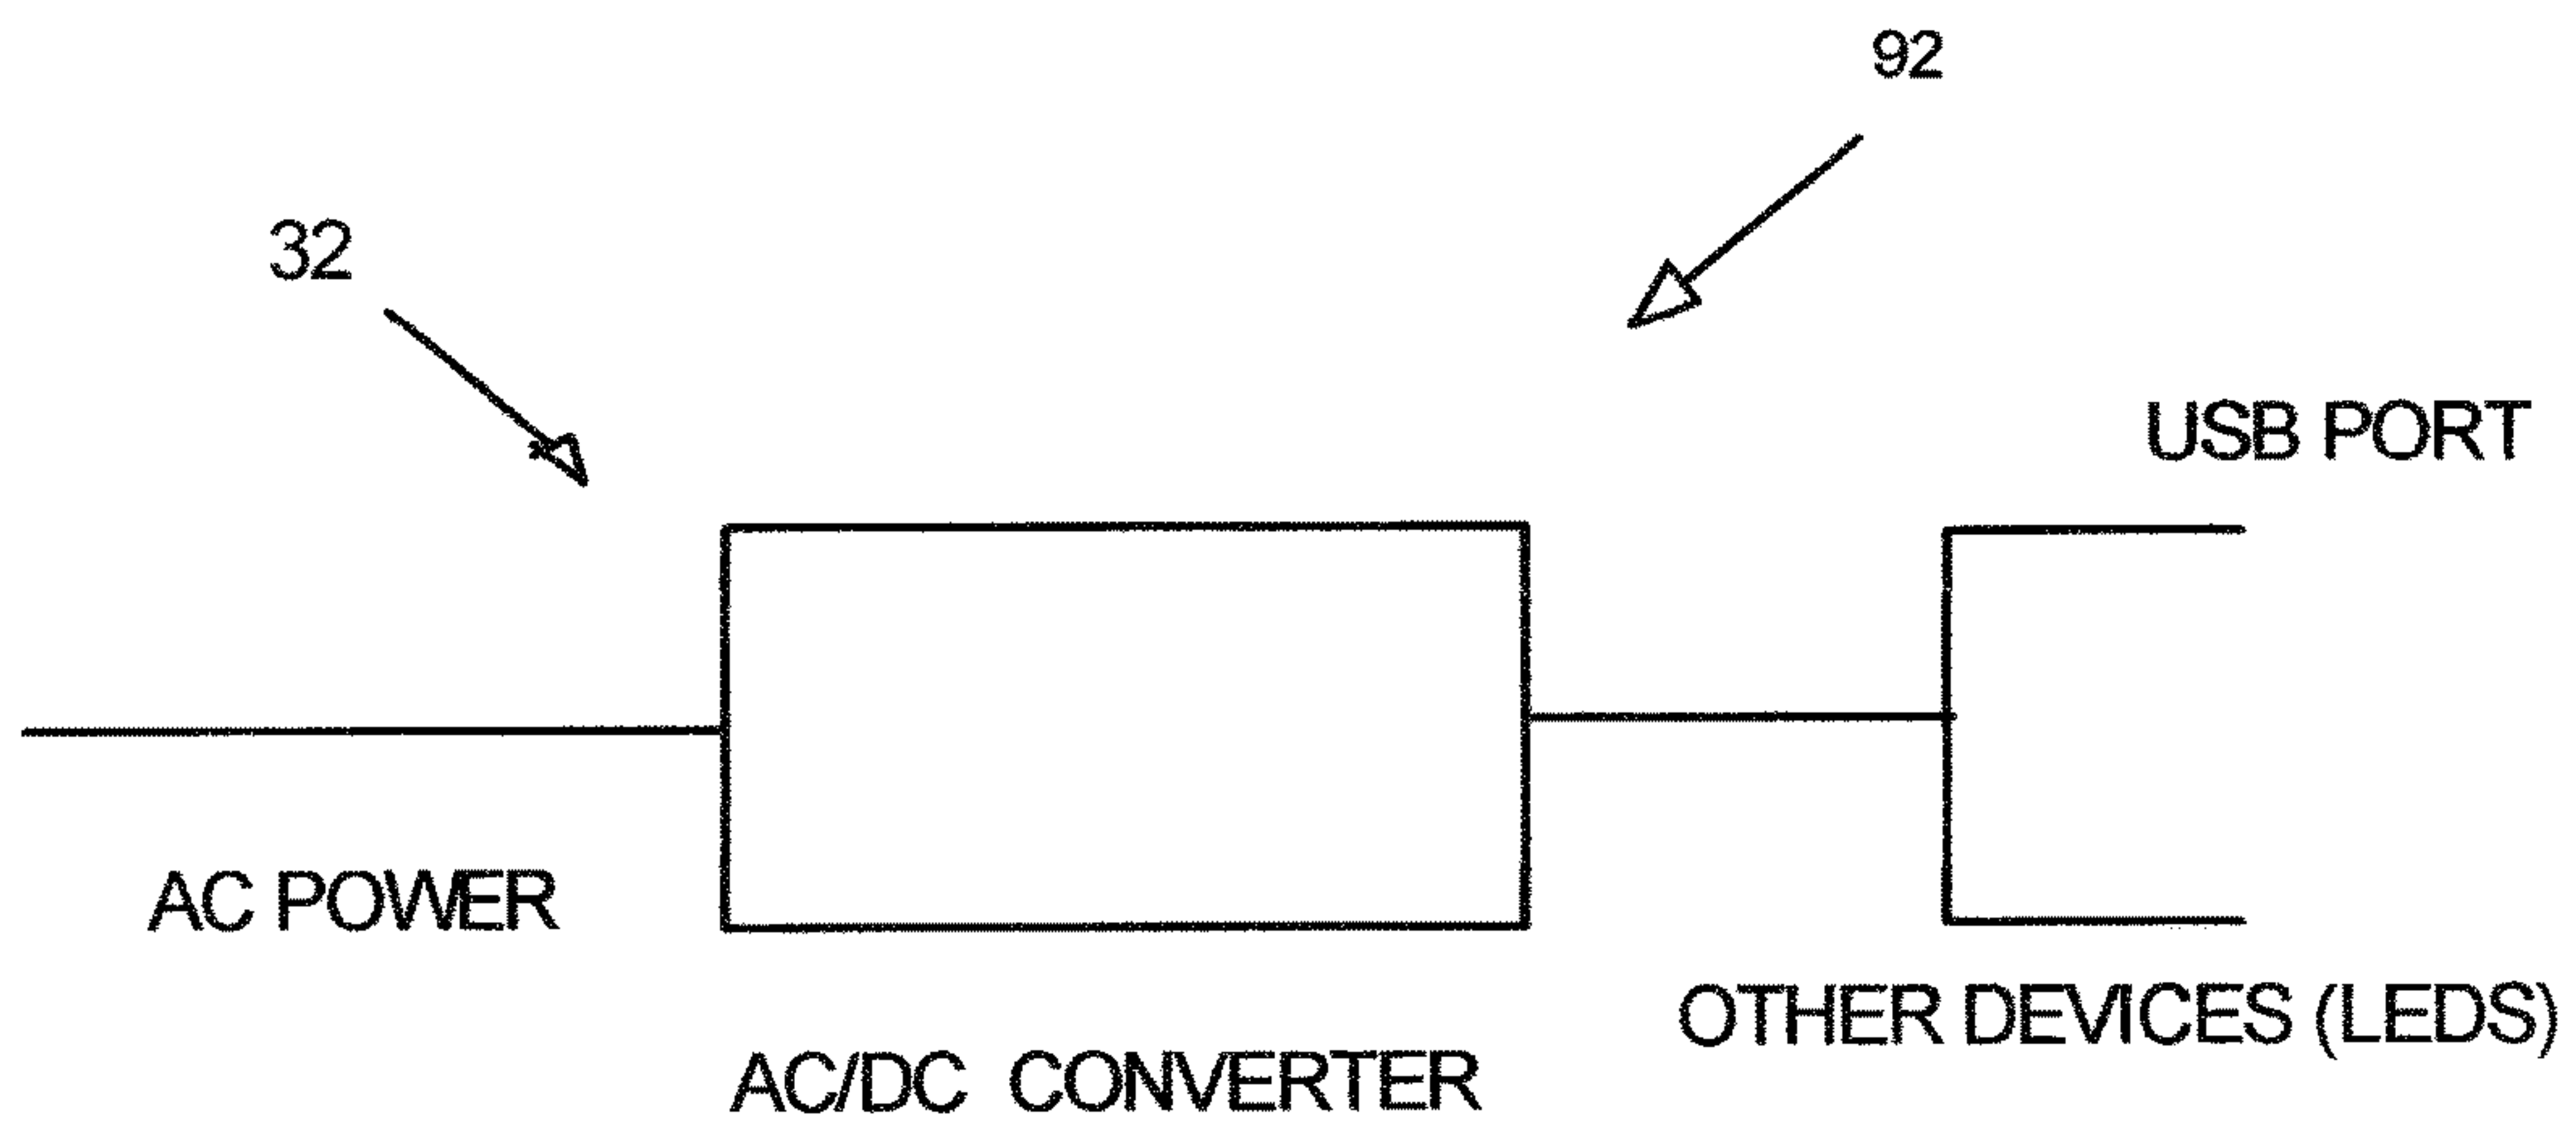 92
32
USB PORT
AC POWER
OTHER DEVICES (LEDS)
AC/DC CONVERTER